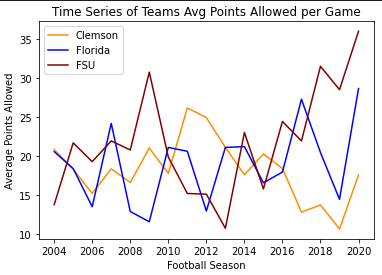 Time Series of Teams Avg Points Allowed per Game
Clemson
Florida
FSU
Average Points Allowed
35
30
25
20
15
10
2004 2006 2008 2010 2012 2014 2016 2018 2020
Football Season